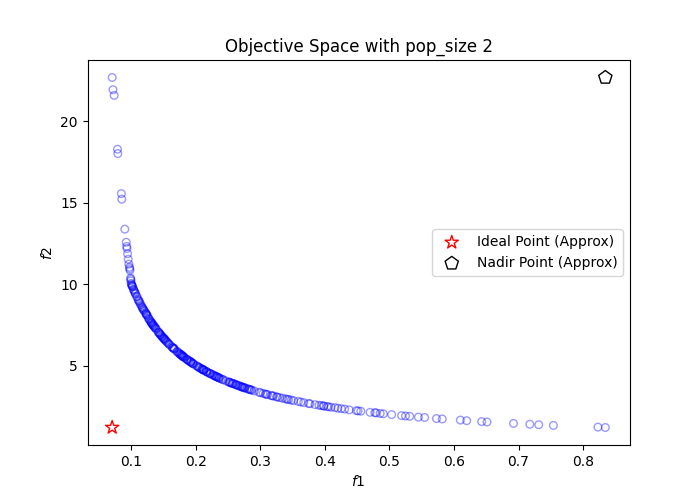 Objective Space with pop_size 2
f2
20
15
10
5
Ideal Point (Approx)
Nadir Point (Approx)
0.1 0.2 0.3 0.4 0.5 0.6 0.7 0.8
f1